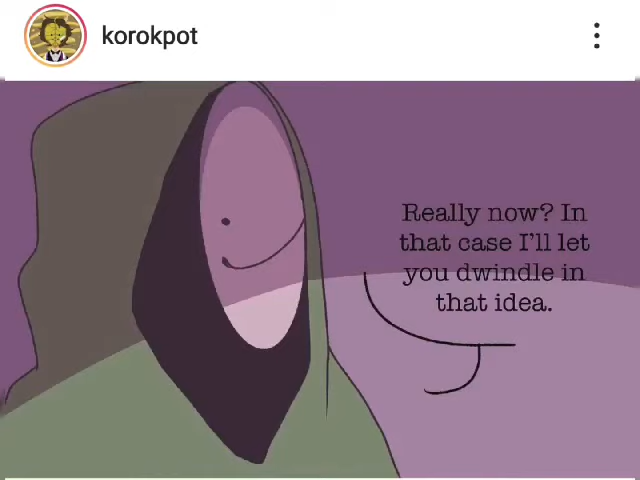 korokpot
Really now? In
that case I'll let
you dwindle in
that idea.